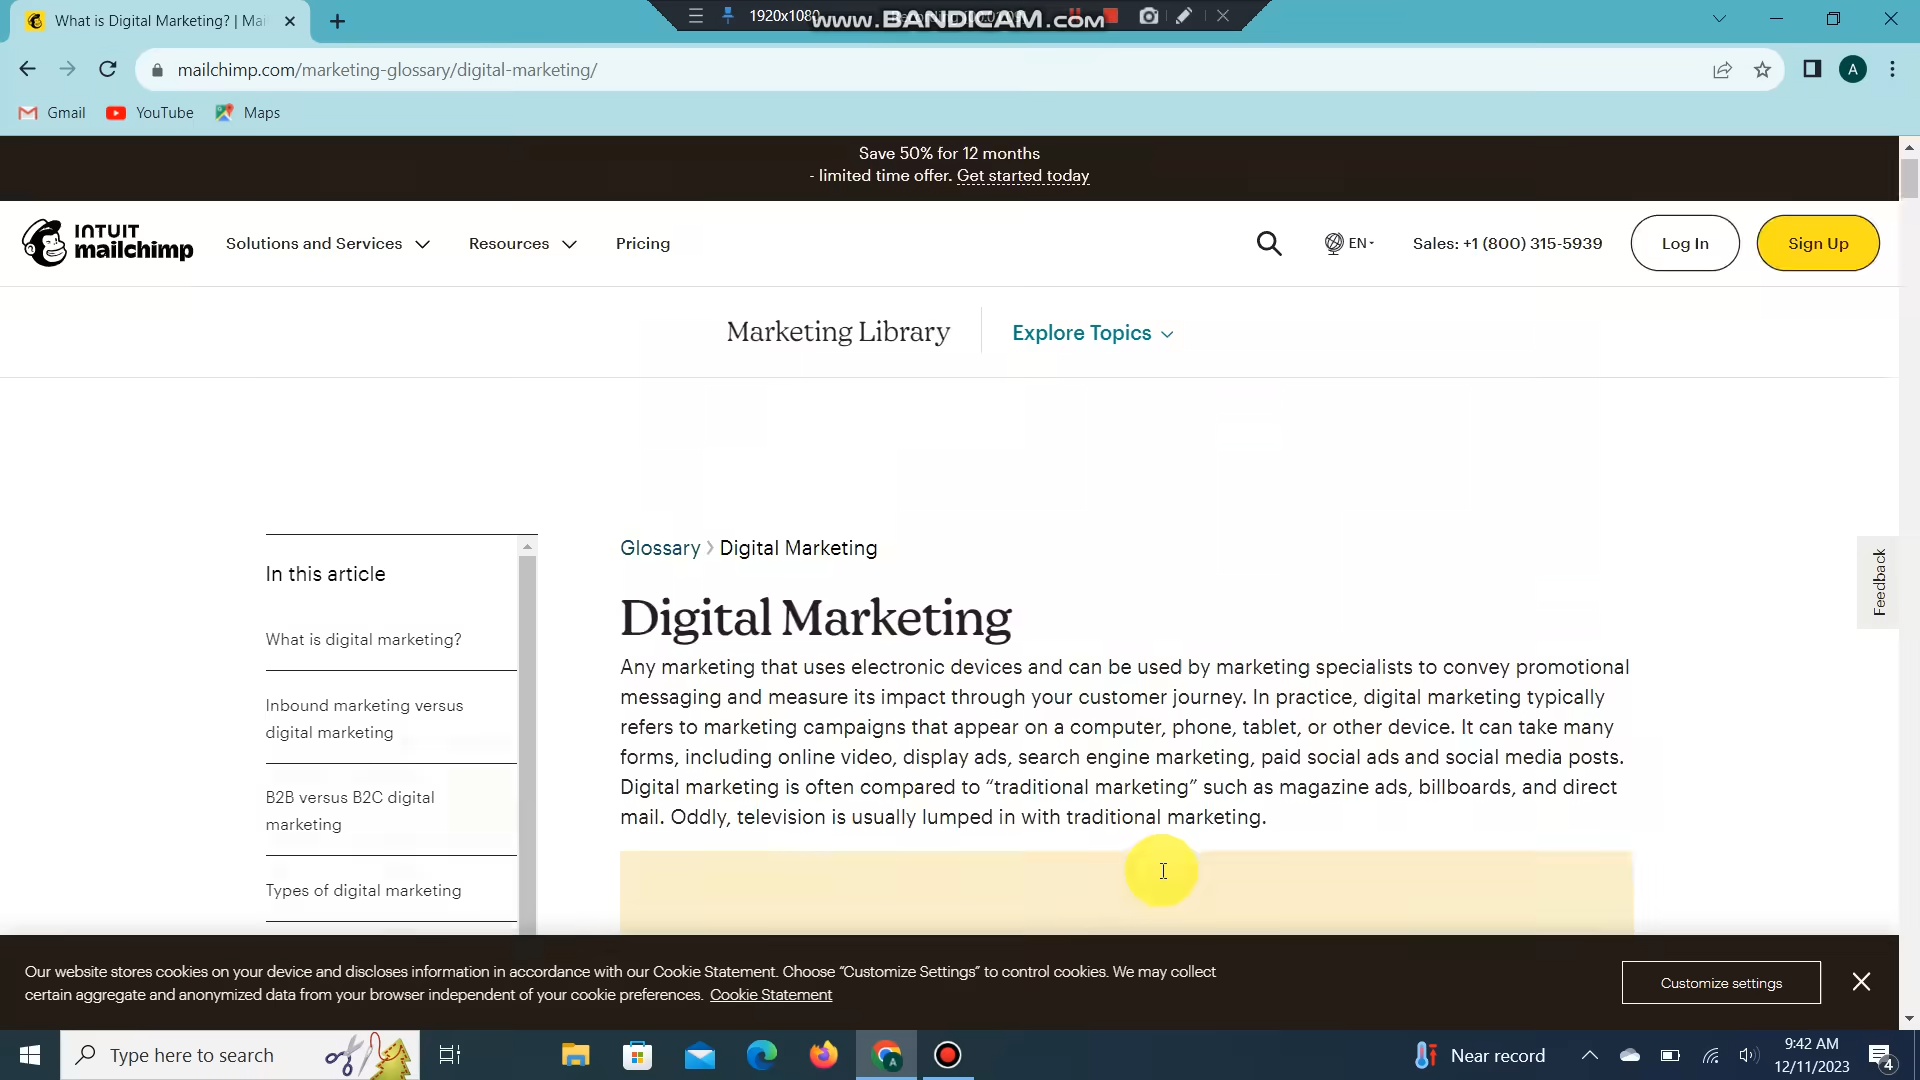 What is Digital Marketing? | Mai
1920x1080
www.BANDICAM.com
mailchimp.com/marketing-glossary/digital-marketing/
A
Gmail
YouTube
Maps
Save 50% for 12 months
- limited time offer. Get started today
INTUIT
mailchimp
Solutions and Services
Resources
Pricing
EN
Sales: +1 (800) 315-5939
Log In
Sign Up
Marketing Library
Explore Topics
In this article
What is digital marketing?
Inbound marketing versus
digital marketing
B2B versus B2C digital
marketing
Types of digital marketing
Glossary › Digital Marketing
Digital Marketing
Any marketing that uses electronic devices and can be used by marketing specialists to convey promotional
messaging and measure its impact through your customer journey. In practice, digital marketing typically
refers to marketing campaigns that appear on a computer, phone, tablet, or other device. It can take many
forms, including online video, display ads, search engine marketing, paid social ads and social media posts.
Digital marketing is often compared to “traditional marketing” such as magazine ads, billboards, and direct
mail. Oddly, television is usually lumped in with traditional marketing.
Feedback
Our website stores cookies on your device and discloses information in accordance with our Cookie Statement. Choose “Customize Settings” to control cookies. We may collect
certain aggregate and anonymized data from your browser independent of your cookie preferences. Cookie Statement
Customize settings
Type here to search
A
Near record
9:42 AM
12/11/2023
4